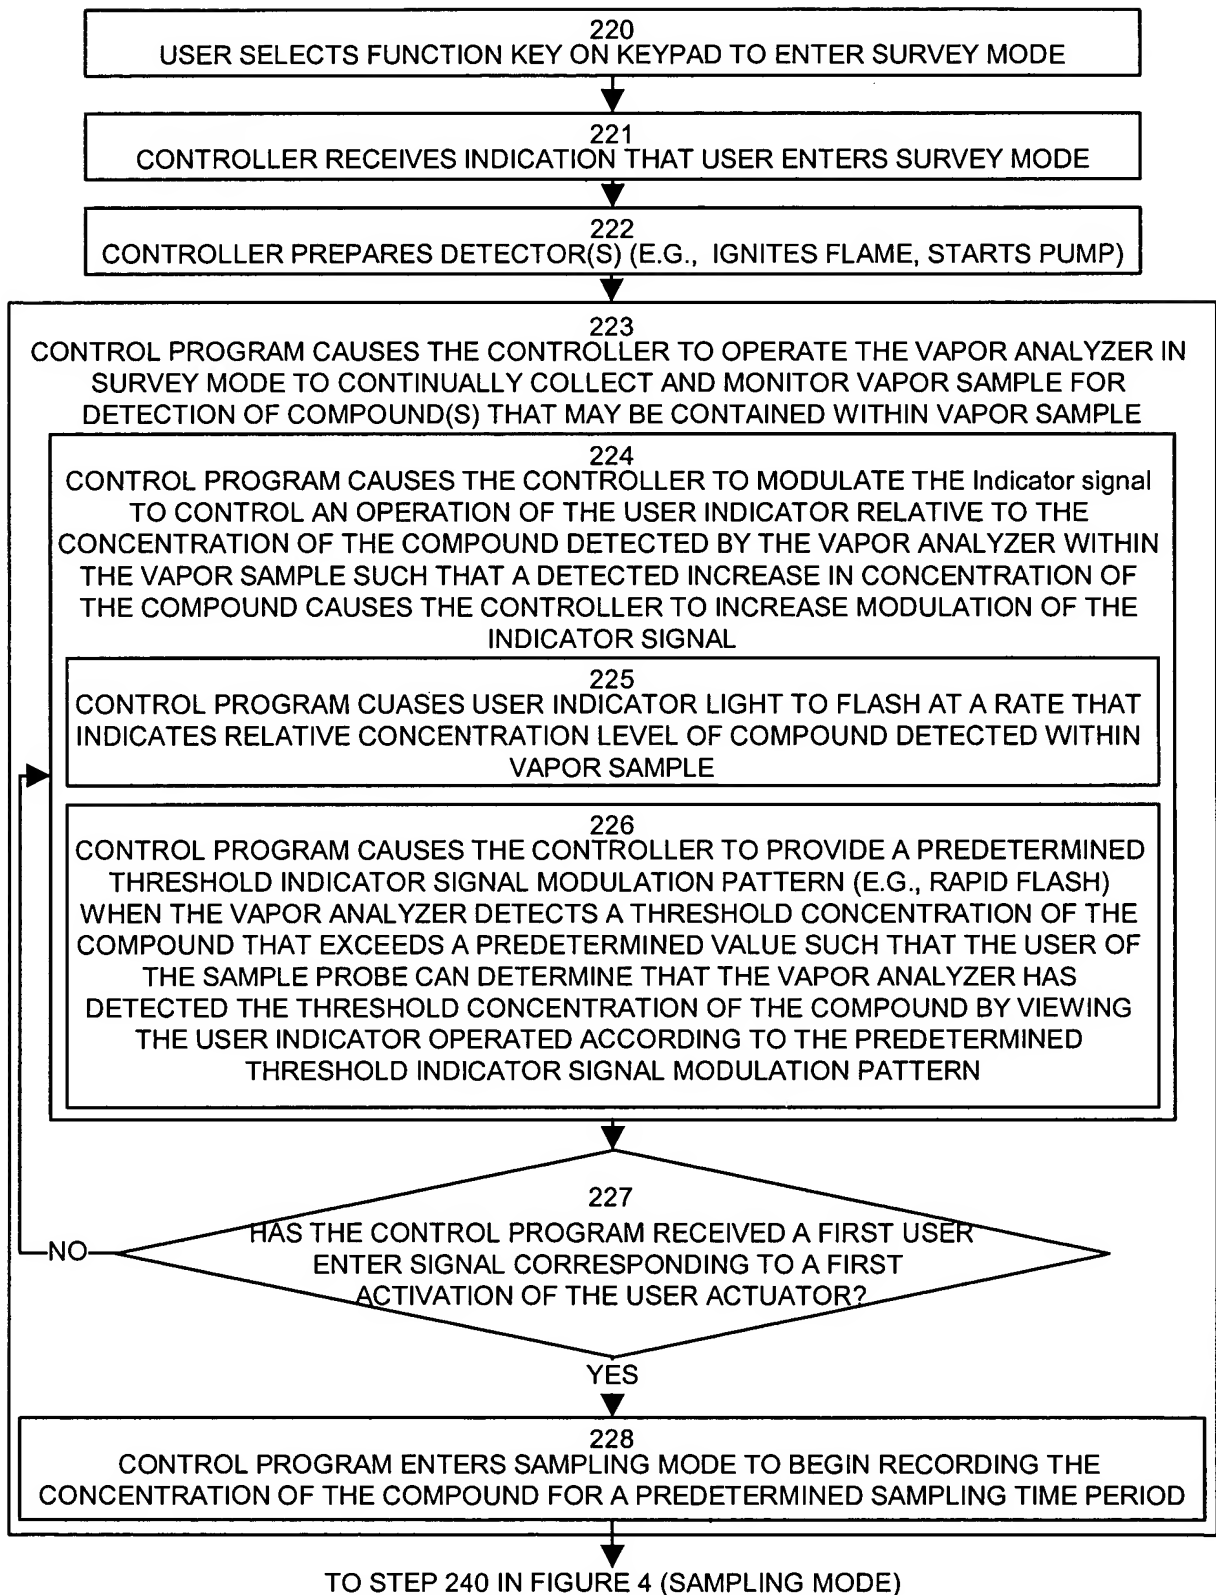 220
USER SELECTS FUNCTION KEY ON KEYPAD TO ENTER SURVEY MODE
221
CONTROLLER RECEIVES INDICATION THAT USER ENTERS SURVEY MODE
222
CONTROLLER PREPARES DETECTOR(S) (E.G., IGNITES FLAME, STARTS PUMP)
223
CONTROL PROGRAM CAUSES THE CONTROLLER TO OPERATE THE VAPOR ANALYZER IN
SURVEY MODE TO CONTINUALLY COLLECT AND MONITOR VAPOR SAMPLE FOR
DETECTION OF COMPOUND(S) THAT MAY BE CONTAINED WITHIN VAPOR SAMPLE
224
CONTROL PROGRAM CAUSES THE CONTROLLER TO MODULATE THE Indicator signal
TO CONTROL AN OPERATION OF THE USER INDICATOR RELATIVE TO THE
CONCENTRATION OF THE COMPOUND DETECTED BY THE VAPOR ANALYZER WITHIN
THE VAPOR SAMPLE SUCH THAT A DETECTED INCREASE IN CONCENTRATION OF
THE COMPOUND CAUSES THE CONTROLLER TO INCREASE MODULATION OF THE
INDICATOR SIGNAL
225
CONTROL PROGRAM CUASES USER INDICATOR LIGHT TO FLASH AT A RATE THAT
INDICATES RELATIVE CONCENTRATION LEVEL OF COMPOUND DETECTED WITHIN
VAPOR SAMPLE
226
CONTROL PROGRAM CAUSES THE CONTROLLER TO PROVIDE A PREDETERMINED
THRESHOLD INDICATOR SIGNAL MODULATION PATTERN (E.G., RAPID FLASH)
WHEN THE VAPOR ANALYZER DETECTS A THRESHOLD CONCENTRATION OF THE
COMPOUND THAT EXCEEDS A PREDETERMINED VALUE SUCH THAT THE USER OF
THE SAMPLE PROBE CAN DETERMINE THAT THE VAPOR ANALYZER HAS
DETECTED THE THRESHOLD CONCENTRATION OF THE COMPOUND BY VIEWING
THE USER INDICATOR OPERATED ACCORDING TO THE PREDETERMINED
THRESHOLD INDICATOR SIGNAL MODULATION PATTERN
227
HAS THE CONTROL PROGRAM RECEIVED A FIRST USER
ENTER SIGNAL CORRESPONDING TO A FIRST
ACTIVATION OF THE USER ACTUATOR?
NO
YES
228
CONTROL PROGRAM ENTERS SAMPLING MODE TO BEGIN RECORDING THE
CONCENTRATION OF THE COMPOUND FOR A PREDETERMINED SAMPLING TIME PERIOD
TO STEP 240 IN FIGURE 4 (SAMPLING MODE)